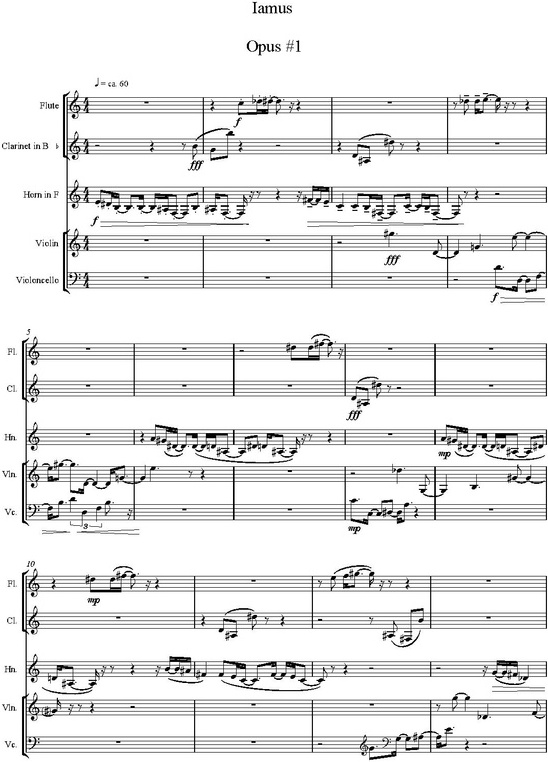 Iamus
Opus #1
♩ = ca. 60
Flute
f
Clarinet in B ♭
fff
Horn in F
f
Violin
fff
Violoncello
f
5
Fl.
Cl.
fff
Hn.
mp
Vln.
Vc.
3
mp
10
Fl.
mp
Cl.
Hn.
Vln.
Vc.
mp